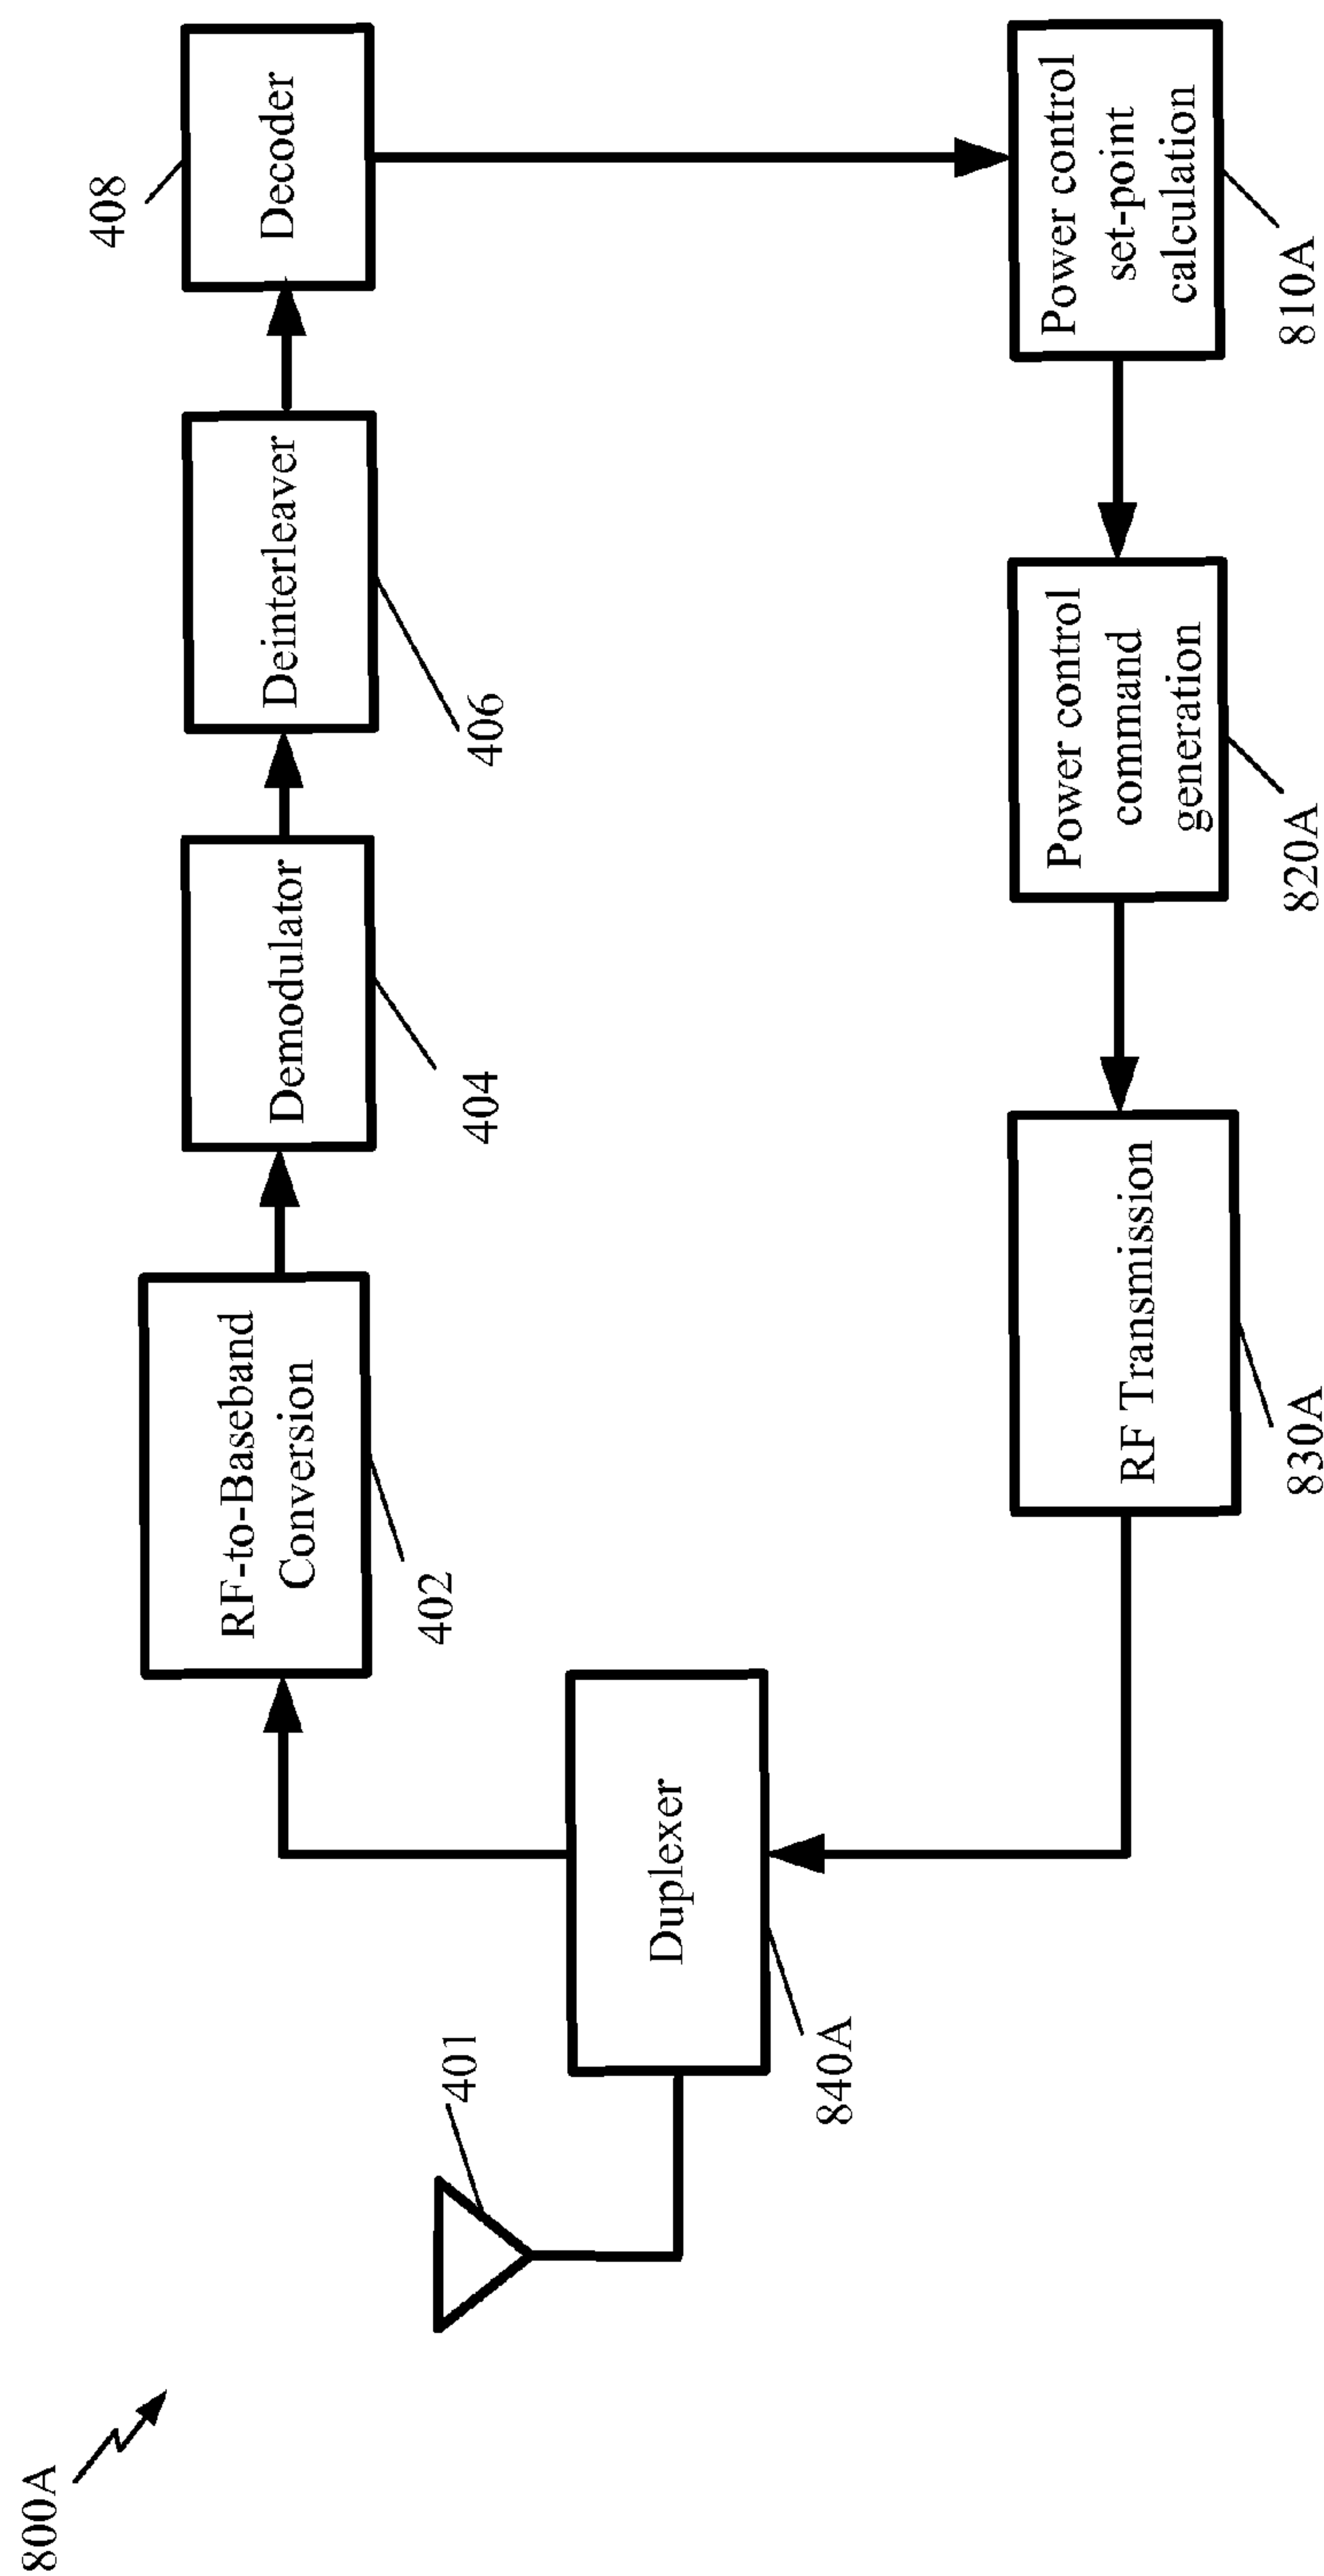 800A
401
Duplexer
840A
RF-to-Baseband
Conversion
402
Demodulator
404
Deinterleaver
406
Decoder
408
Power control
set-point
calculation
810A
Power control
command
generation
820A
RF Transmission
830A